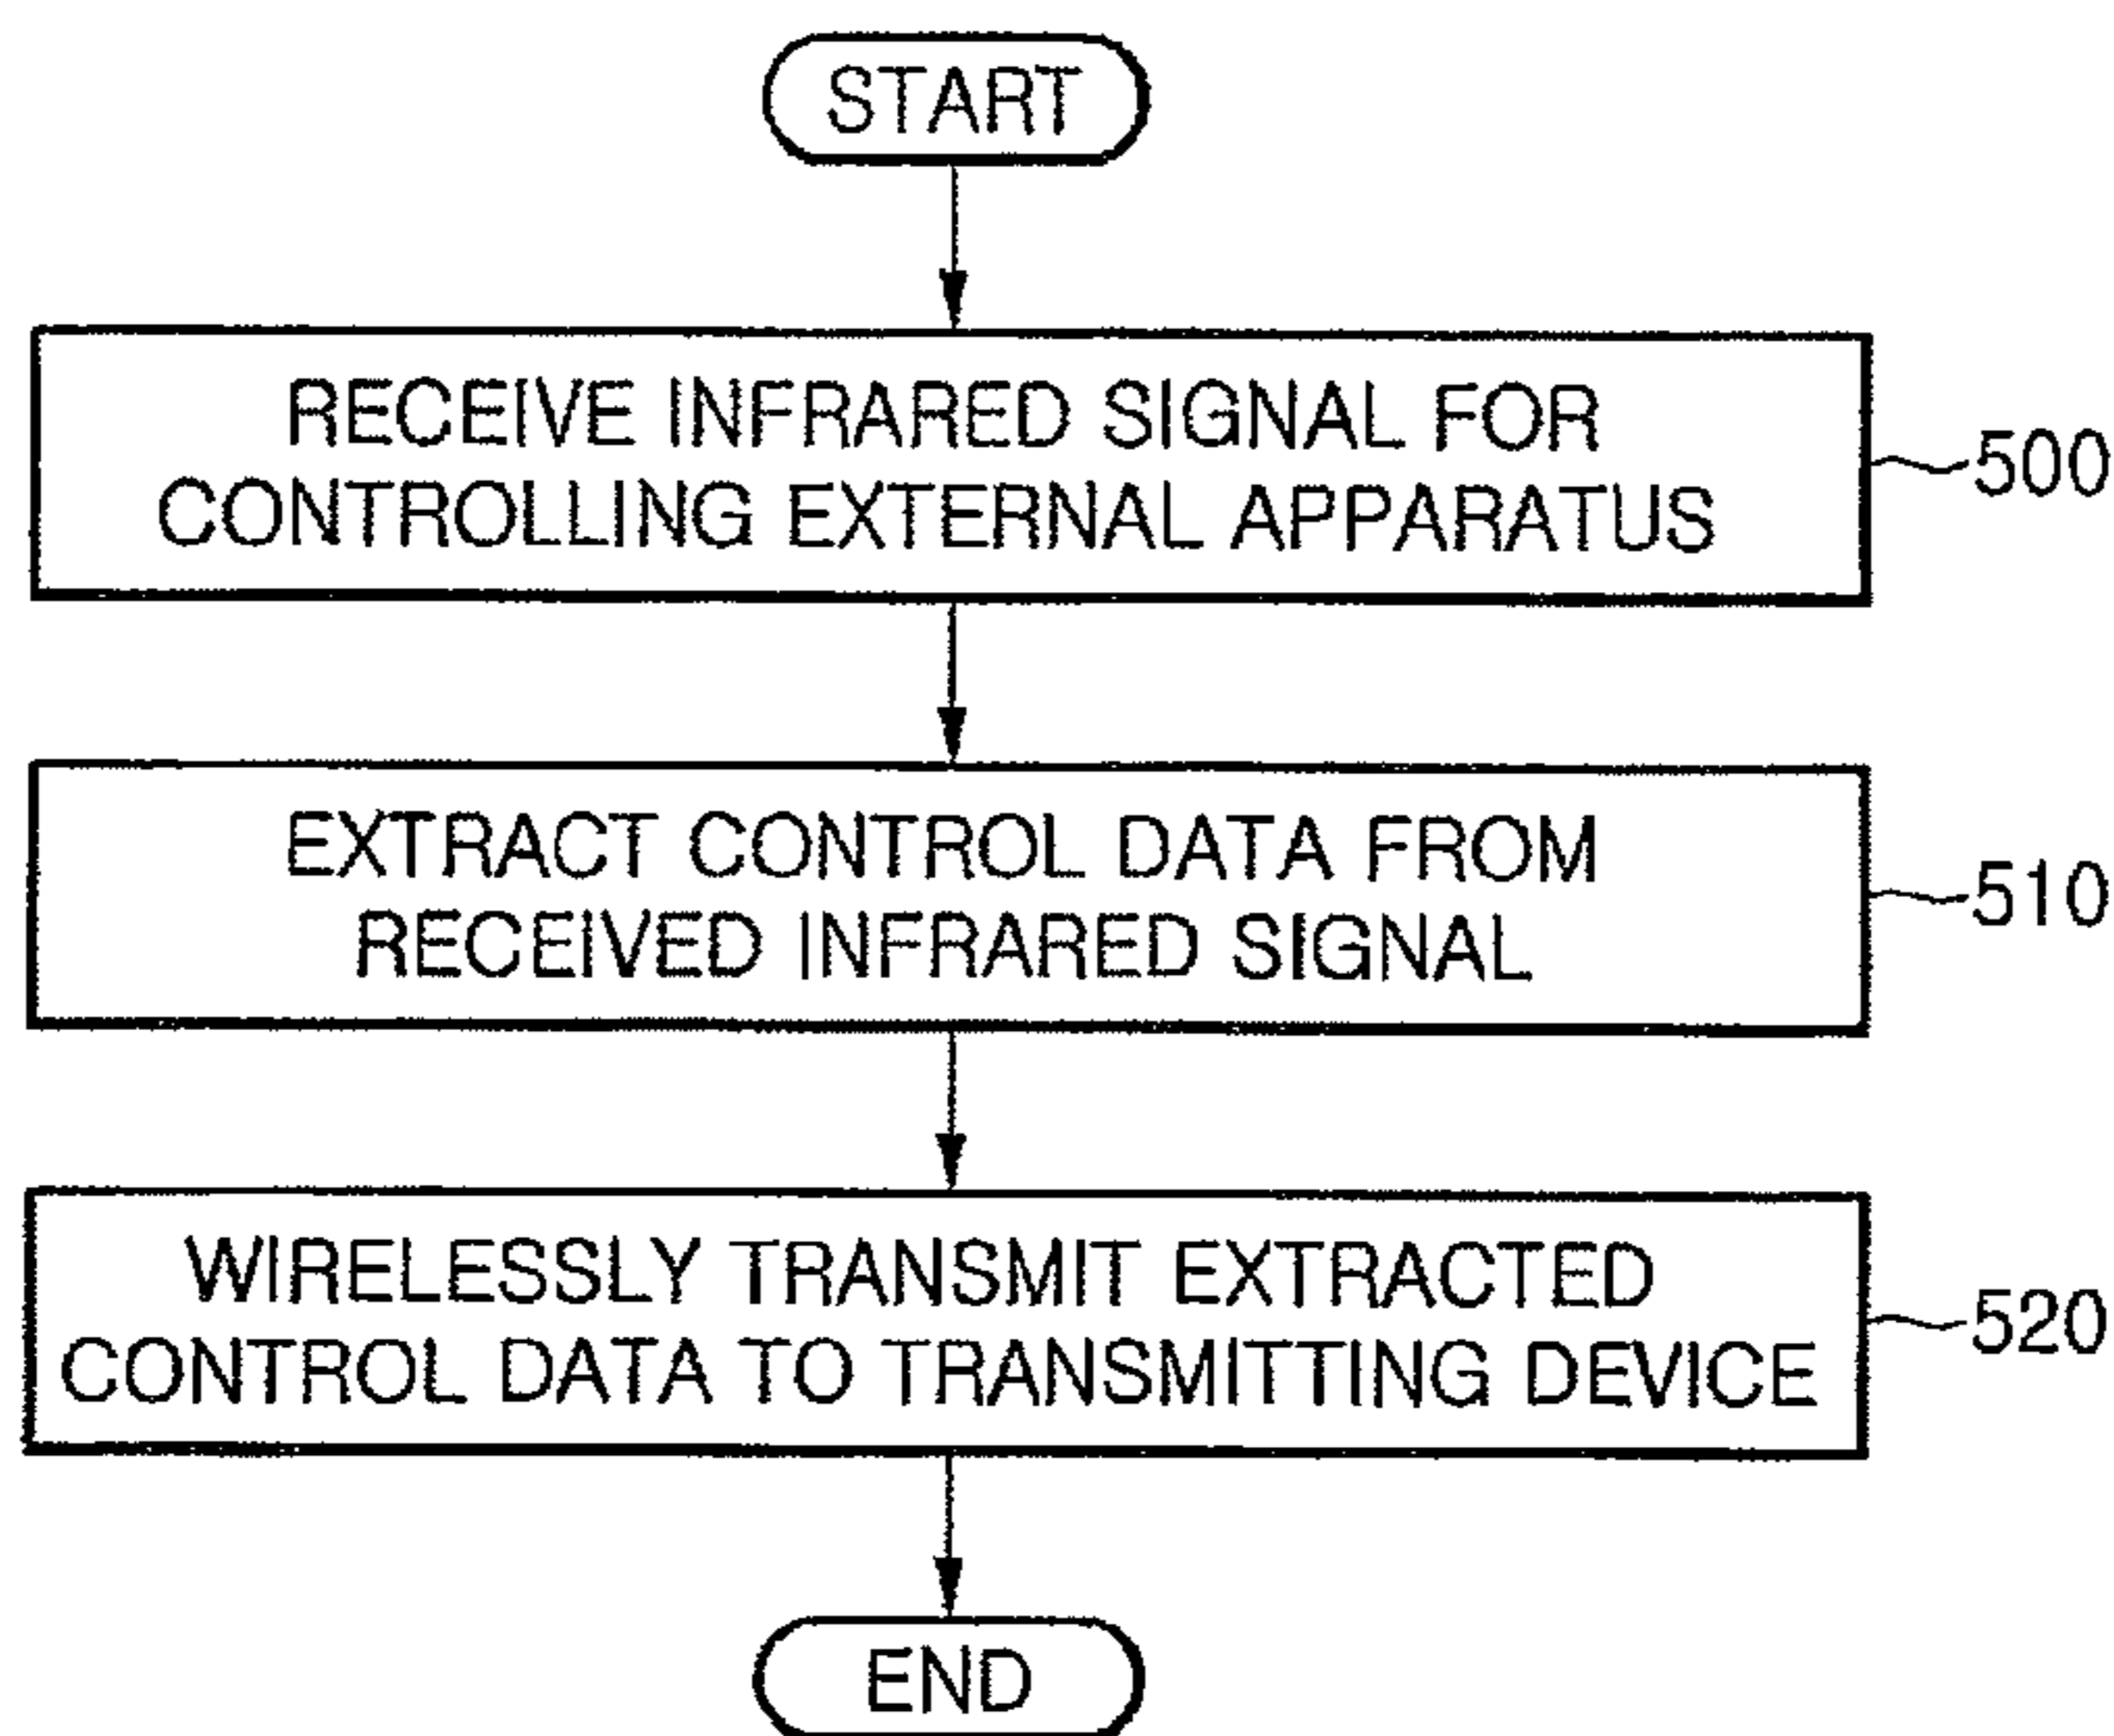 START
RECEIVE INFRARED SIGNAL FOR
CONTROLLING EXTERNAL APPARATUS
500
EXTRACT CONTROL DATA FROM
RECEIVED INFRARED SIGNAL
510
WIRELESSLY TRANSMIT EXTRACTED
CONTROL DATA TO TRANSMITTING DEVICE
520
END